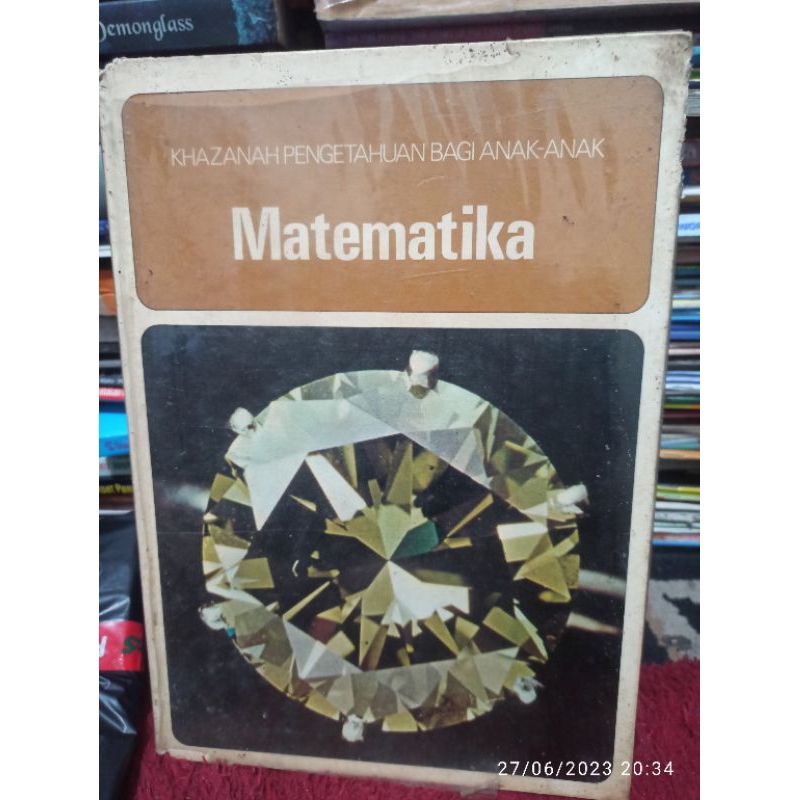 Demonglass
KHAZANAH PENGETAHUAN BAGI ANAK-ANAK
Matematika
27/06/2023 20:34